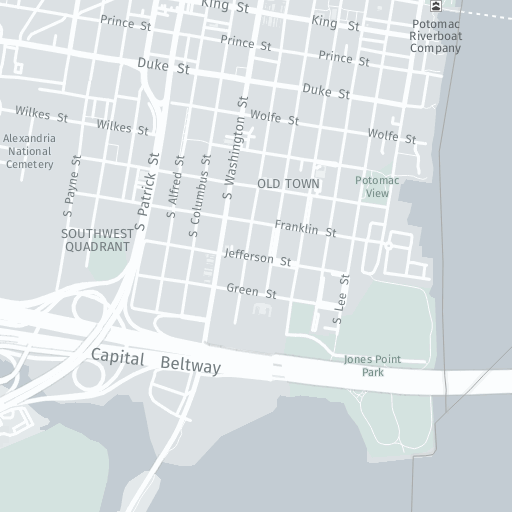 King St
King St
Prince St
Potomac
Riverboat
Company
Prince St
Prince St
Duke St
Duke St
Wilkes St
Wolfe St
Wilkes St
Wolfe St
Alexandria
National
Cemetery
S Payne St
S Patrick St
S Alfred St
S Columbus St
S Washington St
OLD TOWN
Potomac
View
SOUTHWEST
QUADRANT
Franklin St
Jefferson St
Green St
S Lee St
Capital Beltway
Jones Point
Park